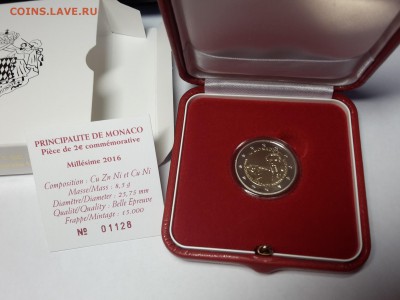 COINS.LAVE.RU
PRINCIPAUTE DE MONACO
Pièce de 2€ commémorative
Millésime 2016
Composition : Cu Zn Ni et Cu Ni
Masse/Mass : 8,5 g
Diamètre/Diameter : 25,75 mm
Qualité/Quality : Belle Epreuve
Frappe/Mintage : 15.000
№ 01128